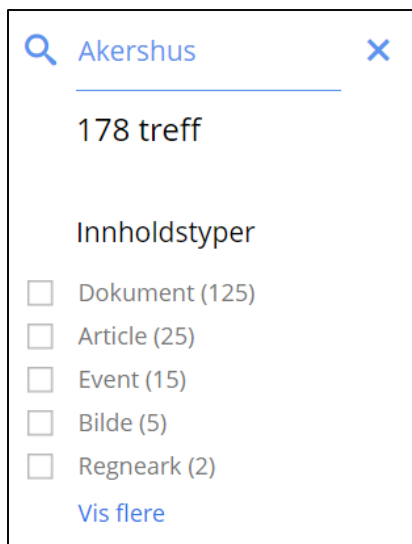 Akershus
178 treff
Innholdstyper
Dokument (125)
Article (25)
Event (15)
Bilde (5)
Regneark (2)
Vis flere